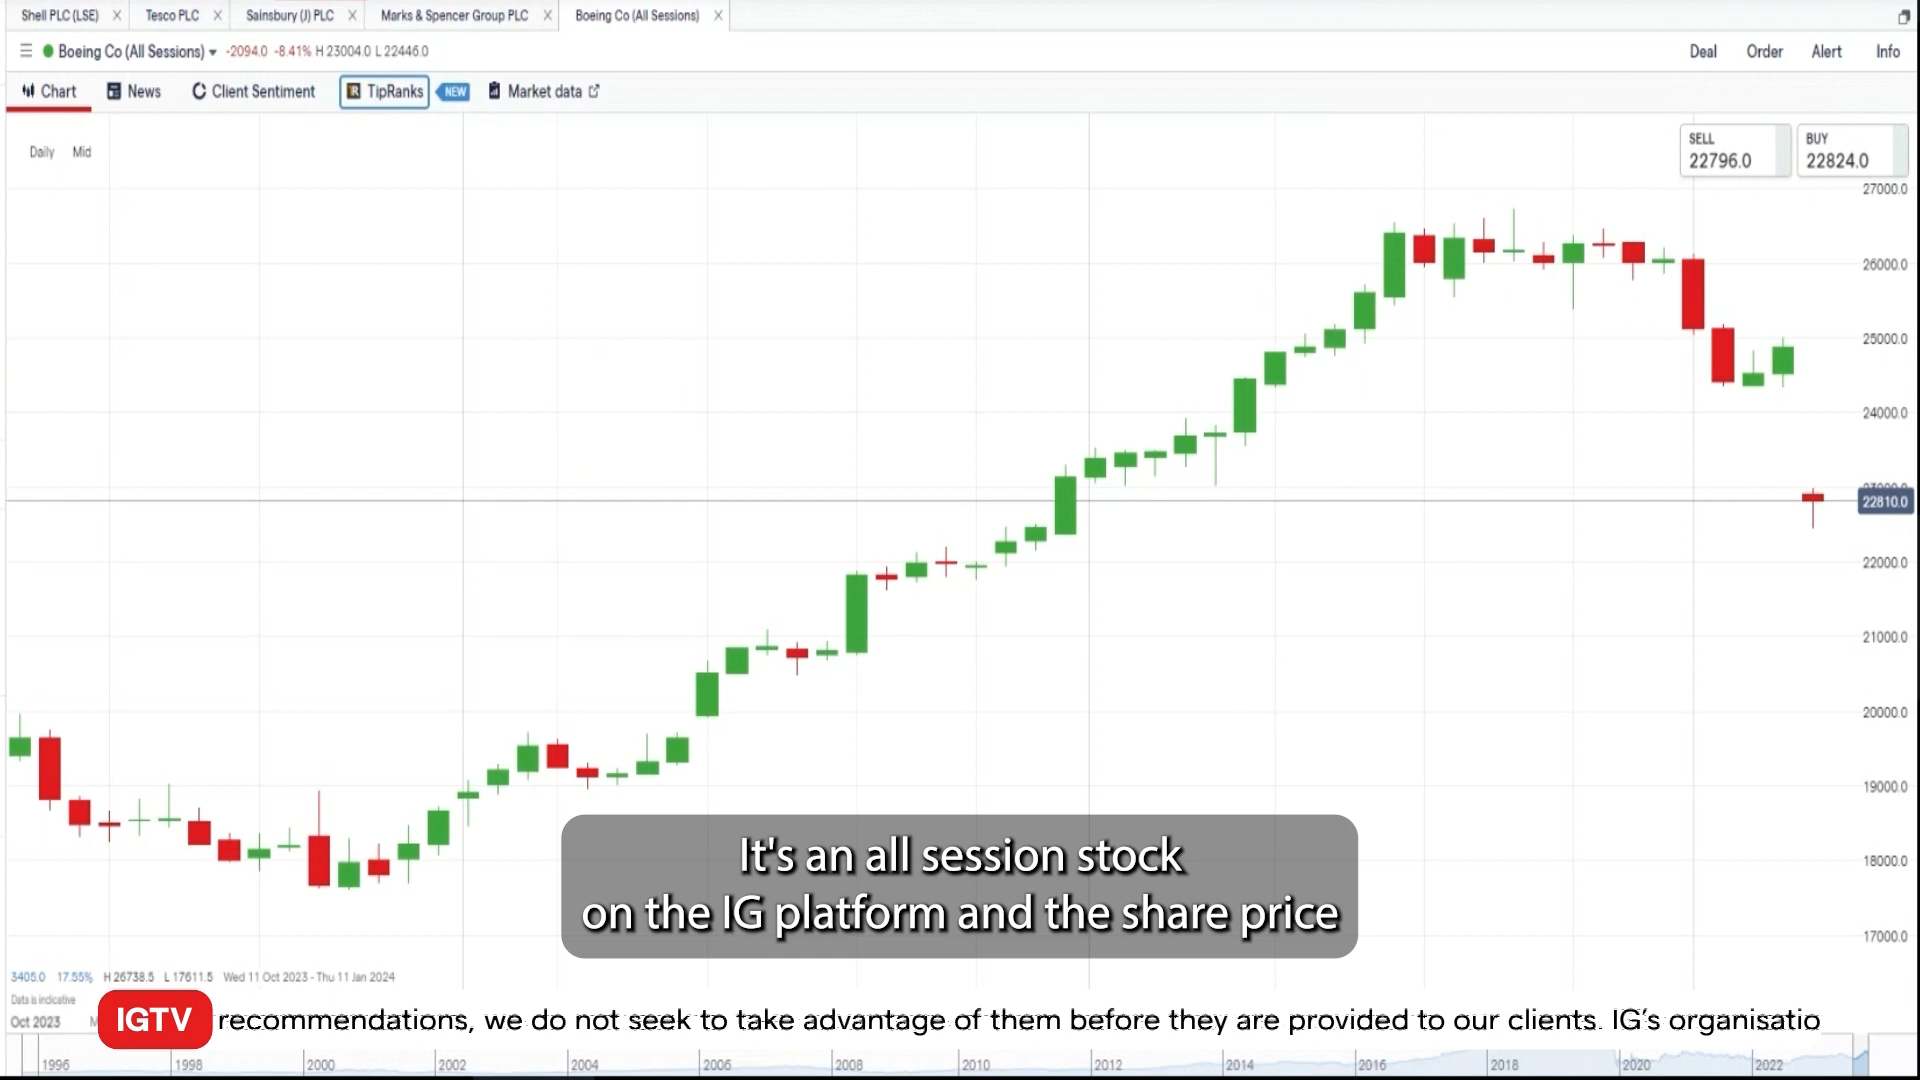 Shell PLC (LSE) Tesco PLC Sainsbury (J) PLC Marks & Spencer Group PLC Boeing Co (All Sessions)
Boeing Co (All Sessions) -2094.0 -8.41% H 23004.0 L 22446.0 Deal Order Alert Info
Chart News Client Sentiment TipRanks NEW Market data
Daily Mid
SELL BUY
22796.0 22824.0
27000.0
26000.0
25000.0
24000.0
22810.0
22000.0
21000.0
20000.0
19000.0
18000.0
17000.0
It's an all session stock
on the IG platform and the share price
3405.0 17.55% H 26738.5 L 17611.5 Wed 11 Oct 2023 - Thu 11 Jan 2024
Data is indicative
Oct 2023
IGTV recommendations, we do not seek to take advantage of them before they are provided to our clients. IG's organisatio
1996 1998 2000 2002 2004 2006 2008 2010 2012 2014 2016 2018 2020 2022